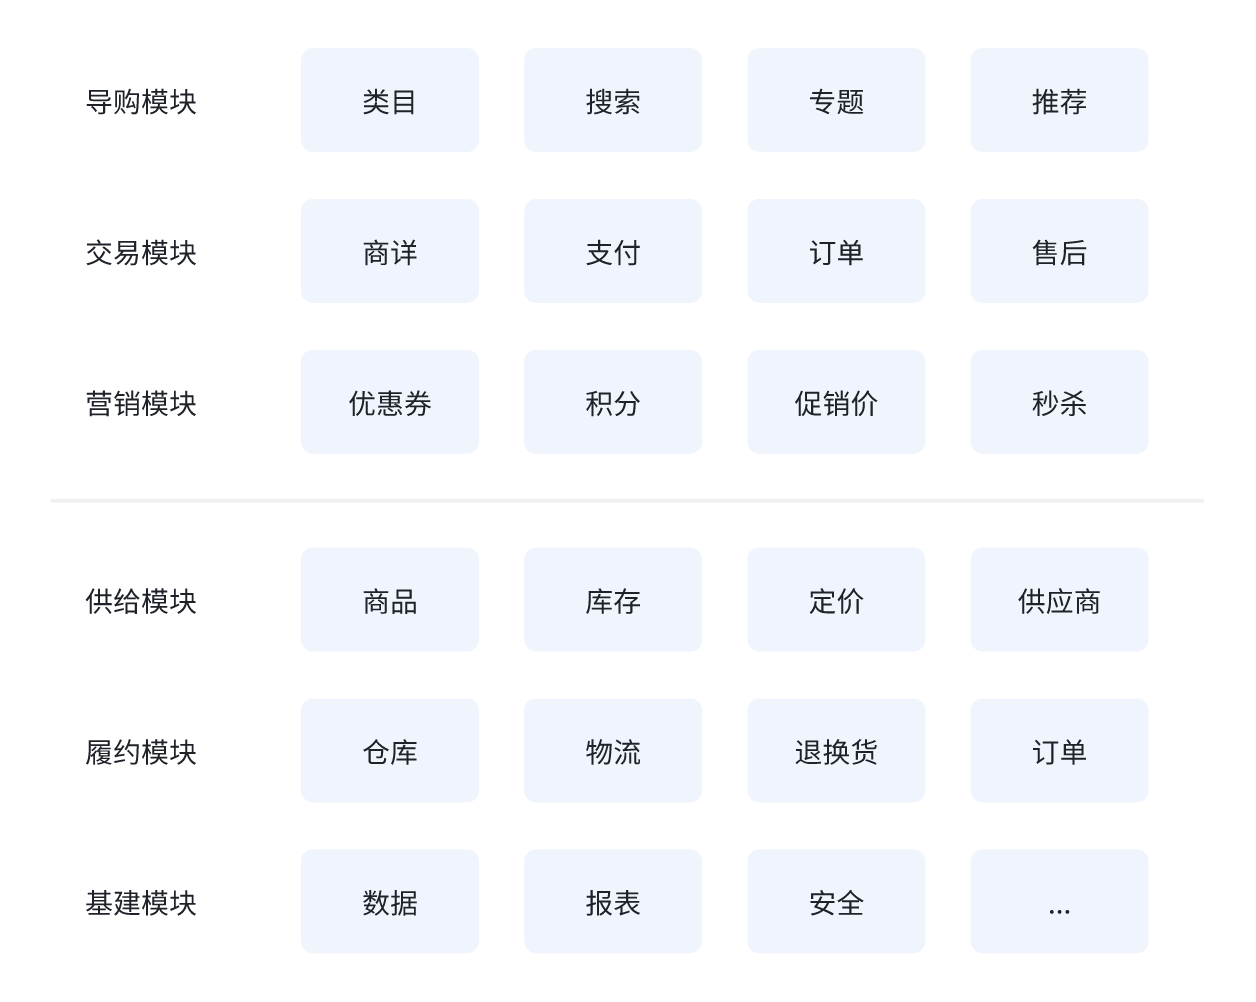 导购模块 类目 搜索 专题 推荐
交易模块 商详 支付 订单 售后
营销模块 优惠券 积分 促销价 秒杀
供给模块 商品 库存 定价 供应商
履约模块 仓库 物流 退换货 订单
基建模块 数据 报表 安全 ...